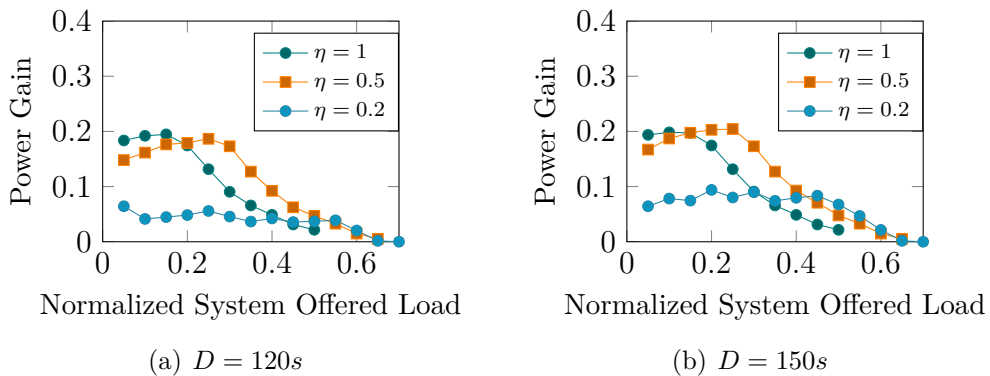 0.4
0.3
0.2
0.1
0
0 0.2 0.4 0.6
Power Gain
Normalized System Offered Load
η = 1
η = 0.5
η = 0.2
(a) D = 120s
0.4
0.3
0.2
0.1
0
0 0.2 0.4 0.6
Power Gain
Normalized System Offered Load
η = 1
η = 0.5
η = 0.2
(b) D = 150s